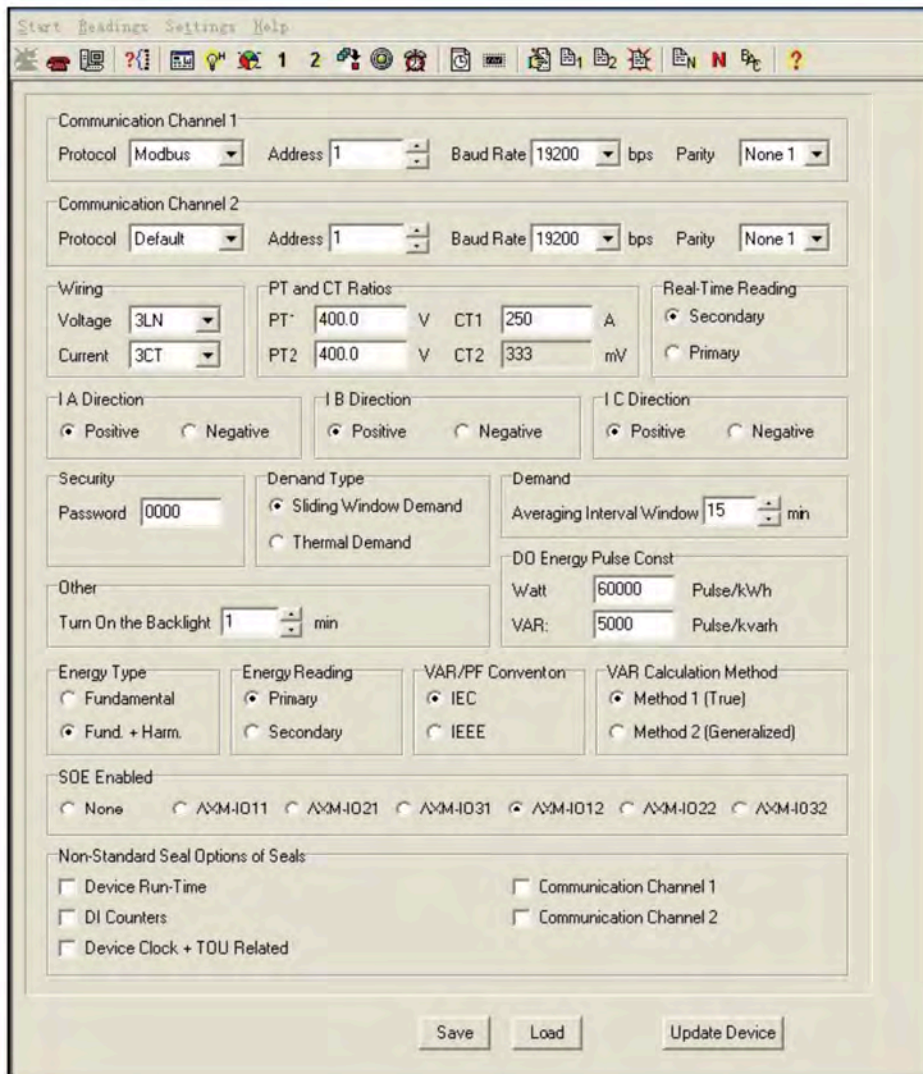 Start Readings Settings Help
?{} 1 2 1 2 N N BAC ?
Communication Channel 1
Protocol Modbus Address 1 Baud Rate 19200 bps Parity None 1
Communication Channel 2
Protocol Default Address 1 Baud Rate 19200 bps Parity None 1
Wiring PT and CT Ratios Real-Time Reading
Voltage 3LN PT- 400.0 V CT1 250 A Secondary
Current 3CT PT2 400.0 V CT2 333 mV Primary
I A Direction I B Direction I C Direction
Positive Negative Positive Negative Positive Negative
Security Demand Type Demand
Password 0000 Sliding Window Demand Averaging Interval Window 15 min
Thermal Demand
DO Energy Pulse Const
Other Watt 60000 Pulse/kWh
Turn On the Backlight 1 min VAR: 5000 Pulse/kvarh
Energy Type Energy Reading VAR/PF Conventon VAR Calculation Method
Fundamental Primary IEC Method 1 (True)
Fund. + Harm. Secondary IEEE Method 2 (Generalized)
SOE Enabled
None AXM-IO11 AXM-IO21 AXM-IO31 AXM-IO12 AXM-IO22 AXM-IO32
Non-Standard Seal Options of Seals
Device Run-Time Communication Channel 1
DI Counters Communication Channel 2
Device Clock + TOU Related
Save Load Update Device